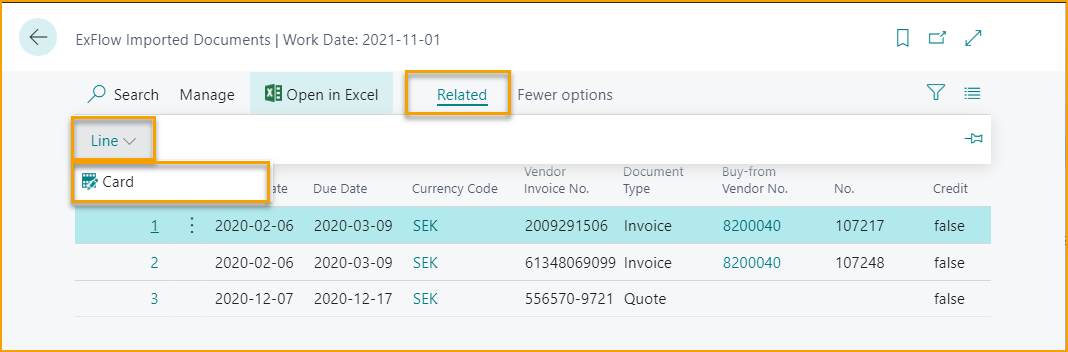 ExFlow Imported Documents | Work Date: 2021-11-01
Search Manage Open in Excel Related Fewer options
Line
Card
ate Due Date Currency Code Vendor Invoice No. Document Type Buy-from Vendor No. No. Credit
1 2020-02-06 2020-03-09 SEK 2009291506 Invoice 8200040 107217 false
2 2020-02-06 2020-03-09 SEK 61348069099 Invoice 8200040 107248 false
3 2020-12-07 2020-12-17 SEK 556570-9721 Quote false